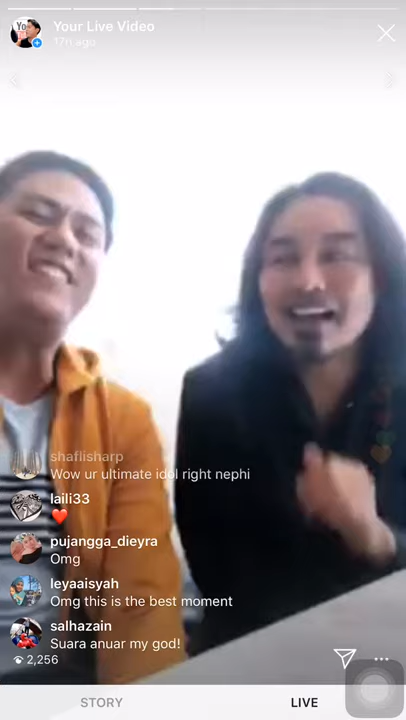 Your Live Video
17h ago
shaflisharp
Wow ur ultimate idol right nephi
laili33
❤️
pujangga_dieyra
Omg
leyaaisyah
Omg this is the best moment
salhazain
Suara anuar my god!
2,256
STORY
LIVE